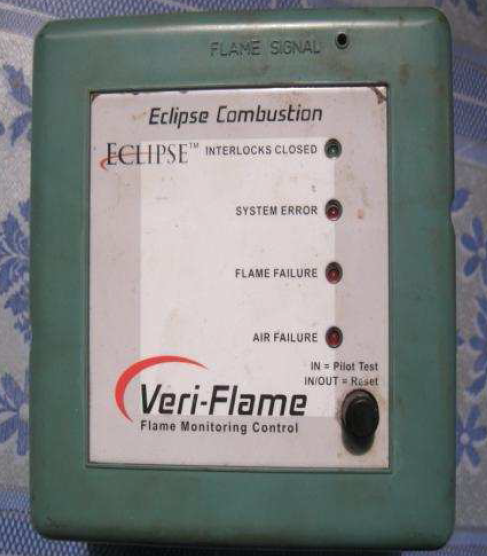 FLAME SIGNAL
Eclipse Combustion
ECLIPSE™ INTERLOCKS CLOSED
SYSTEM ERROR
FLAME FAILURE
AIR FAILURE
IN = Pilot Test
IN/OUT = Reset
Veri-Flame
Flame Monitoring Control